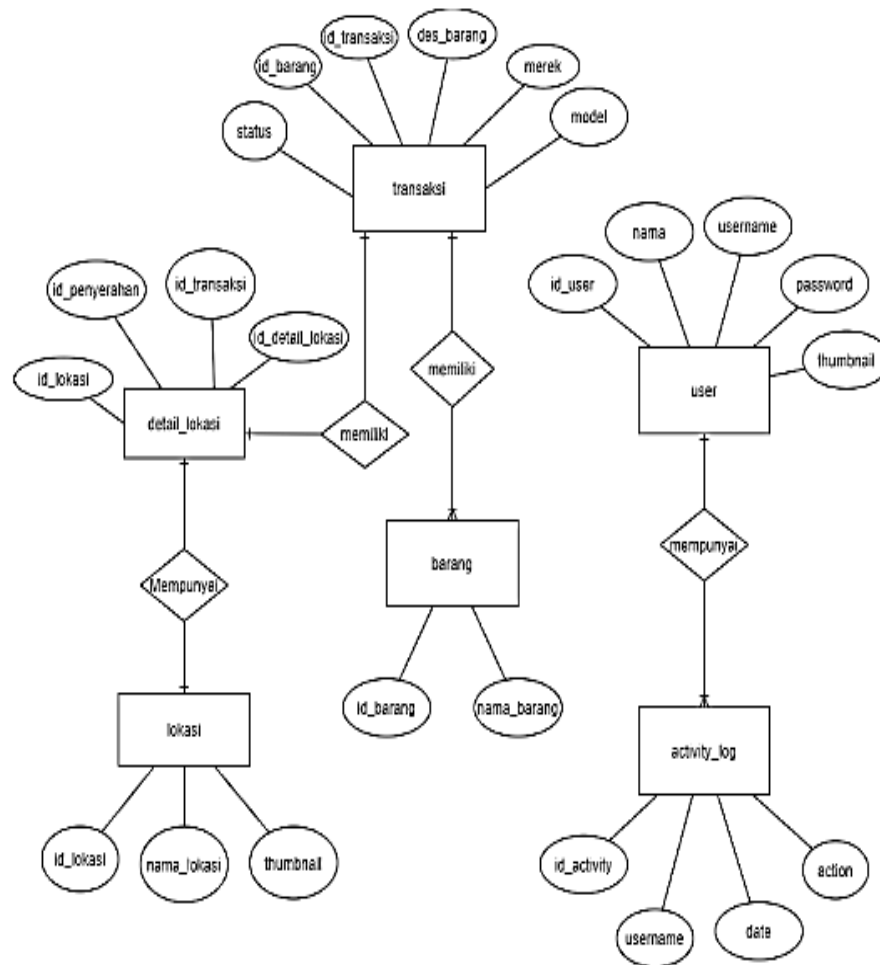 id_transaksi
des_barang
id_barang
merek
status
model
transaksi
nama
username
id_user
password
thumbnail
user
id_penyerahan
id_transaksi
id_detail_lokasi
id_lokasi
detail_lokasi
memiliki
memiliki
Mempunyai
mempunyai
barang
id_barang
nama_barang
lokasi
id_lokasi
nama_lokasi
thumbnail
activity_log
id_activity
username
date
action